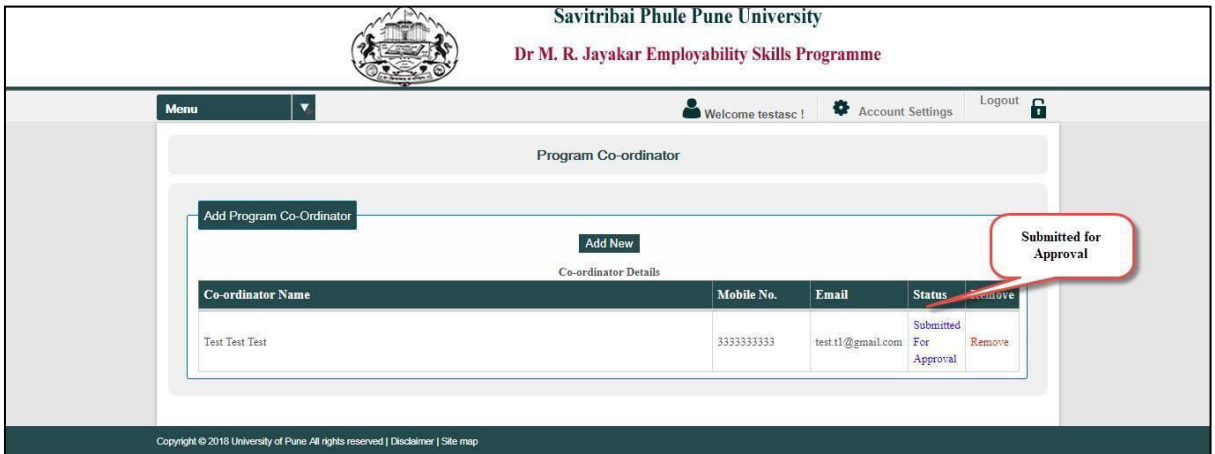 Savitribai Phule Pune University
Dr M. R. Jayakar Employability Skills Programme
Menu
Welcome testasc !
Account Settings
Logout
Program Co-ordinator
Add Program Co-Ordinator
Add New
Submitted for
Approval
Co-ordinator Details
Co-ordinator Name Mobile No. Email Status Remove
Test Test Test 3333333333 test.t1@gmail.com Submitted For Approval Remove
Copyright © 2018 University of Pune All rights reserved | Disclaimer | Site map